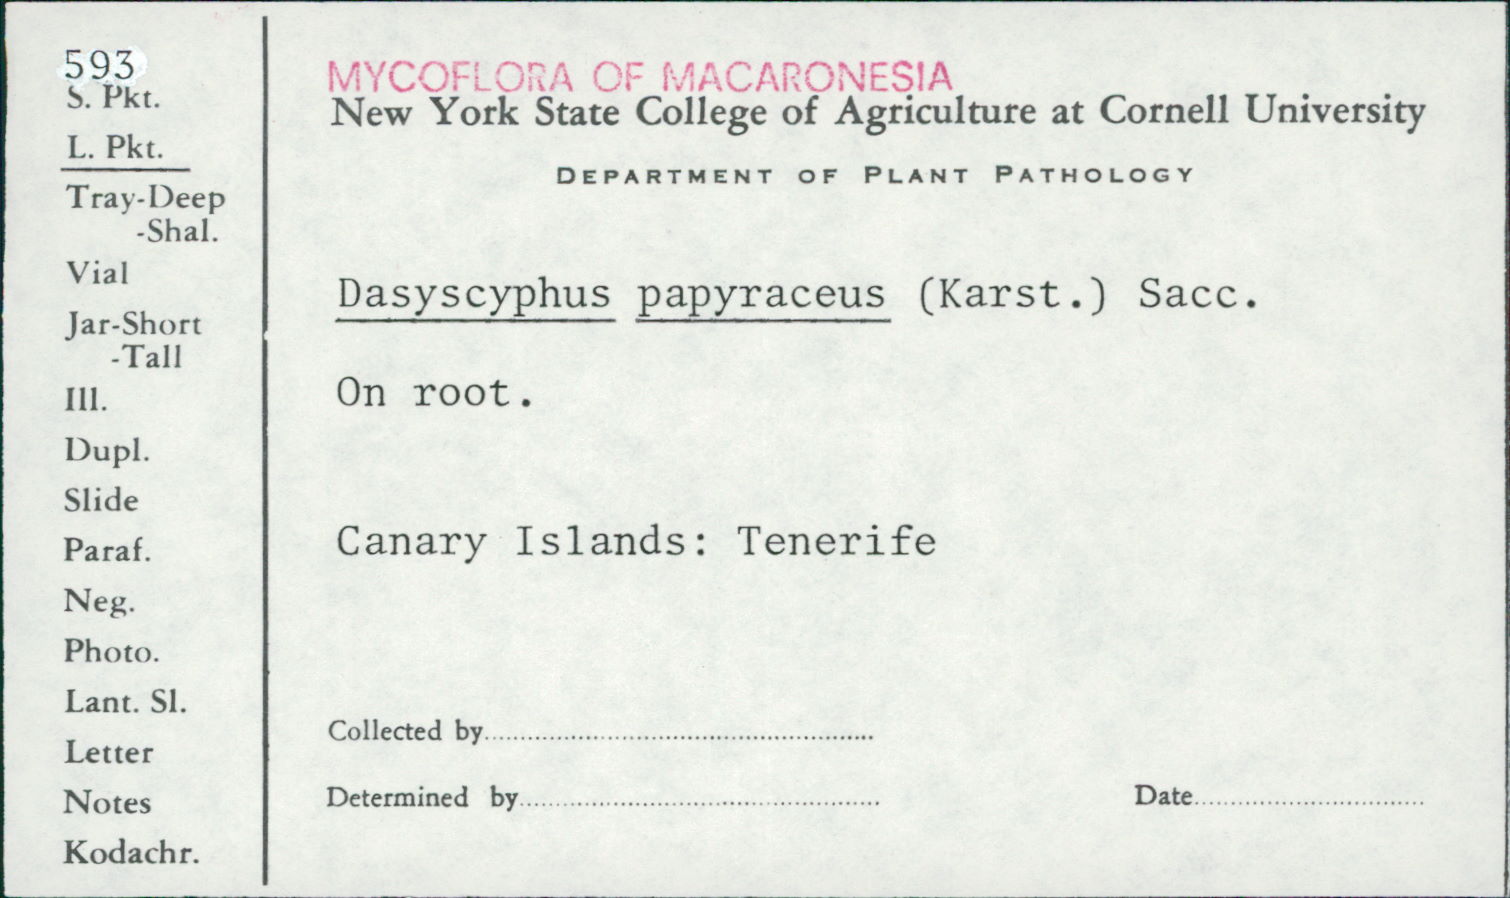 593
S. Pkt.
L. Pkt.
Tray-Deep
-Shal.
Vial
Jar-Short
-Tall
Ill.
Dupl.
Slide
Paraf.
Neg.
Photo.
Lant. Sl.
Letter
Notes
Kodachr.
MYCOFLORA OF MACARONESIA
New York State College of Agriculture at Cornell University
DEPARTMENT OF PLANT PATHOLOGY
Dasyscyphus papyraceus (Karst.) Sacc.
On root.
Canary Islands: Tenerife
Collected by
Determined by
Date